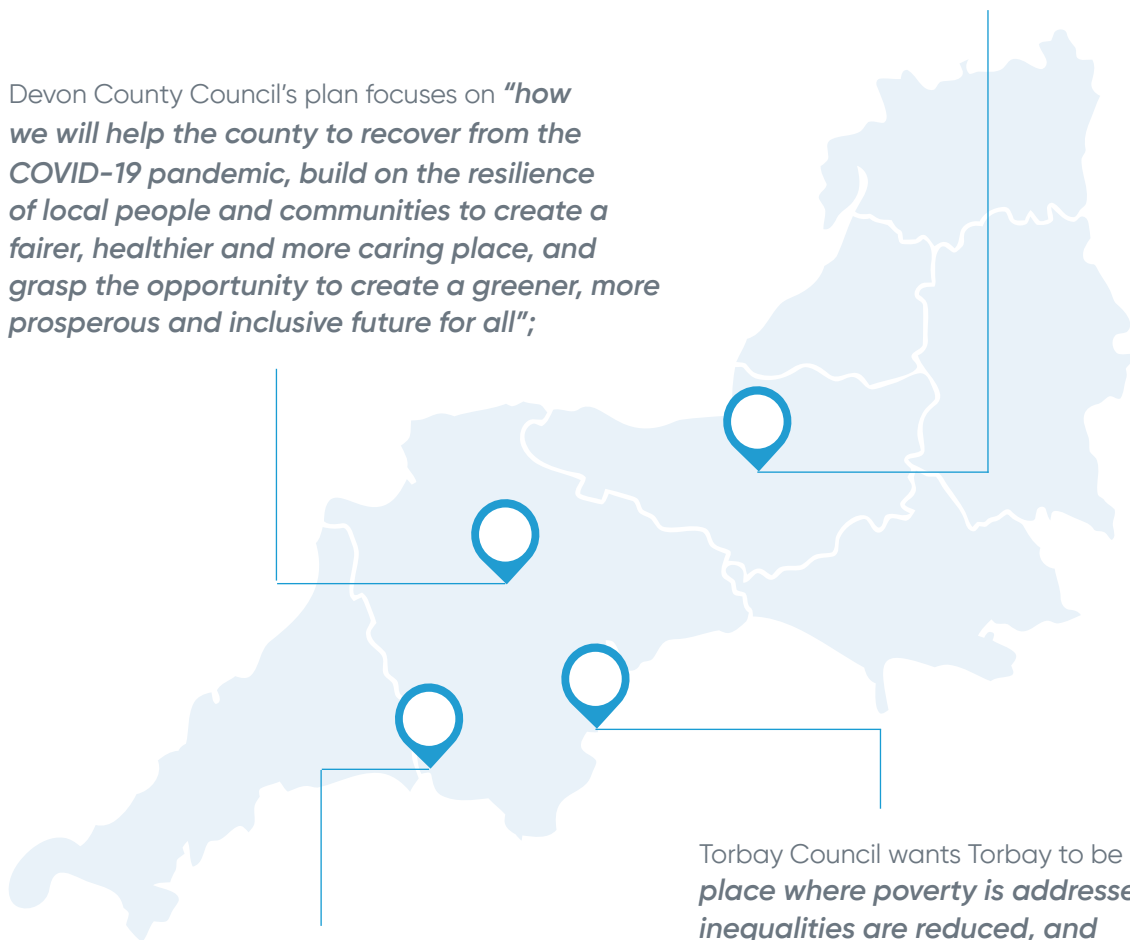 Devon County Council’s plan focuses on “how
we will help the county to recover from the
COVID-19 pandemic, build on the resilience
of local people and communities to create a
fairer, healthier and more caring place, and
grasp the opportunity to create a greener, more
prosperous and inclusive future for all”;
Torbay Council wants Torbay to be
place where poverty is
inequalities are reduced, and